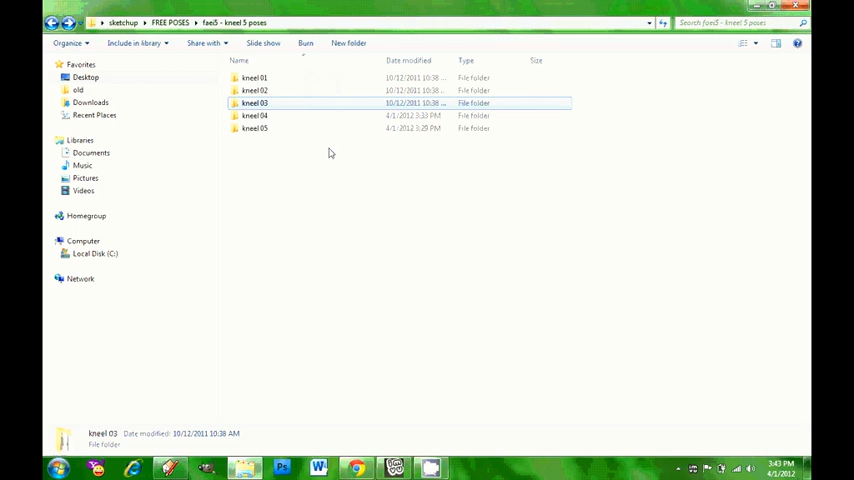 sketchup ▸ FREE POSES ▸ faei5 - kneel 5 poses
Search faei5 - kneel 5 poses
Organize Include in library Share with Slide show Burn New folder
Name Date modified Type Size
Favorites
Desktop
old
Downloads
Recent Places
Libraries
Documents
Music
Pictures
Videos
Homegroup
Computer
Local Disk (C:)
Network
kneel 01 10/12/2011 10:38 ... File folder
kneel 02 10/12/2011 10:38 ... File folder
kneel 03 10/12/2011 10:38 ... File folder
kneel 04 4/1/2012 3:33 PM File folder
kneel 05 4/1/2012 3:29 PM File folder
kneel 03 Date modified: 10/12/2011 10:38 AM
File folder
Ps
W
3:43 PM
4/1/2012